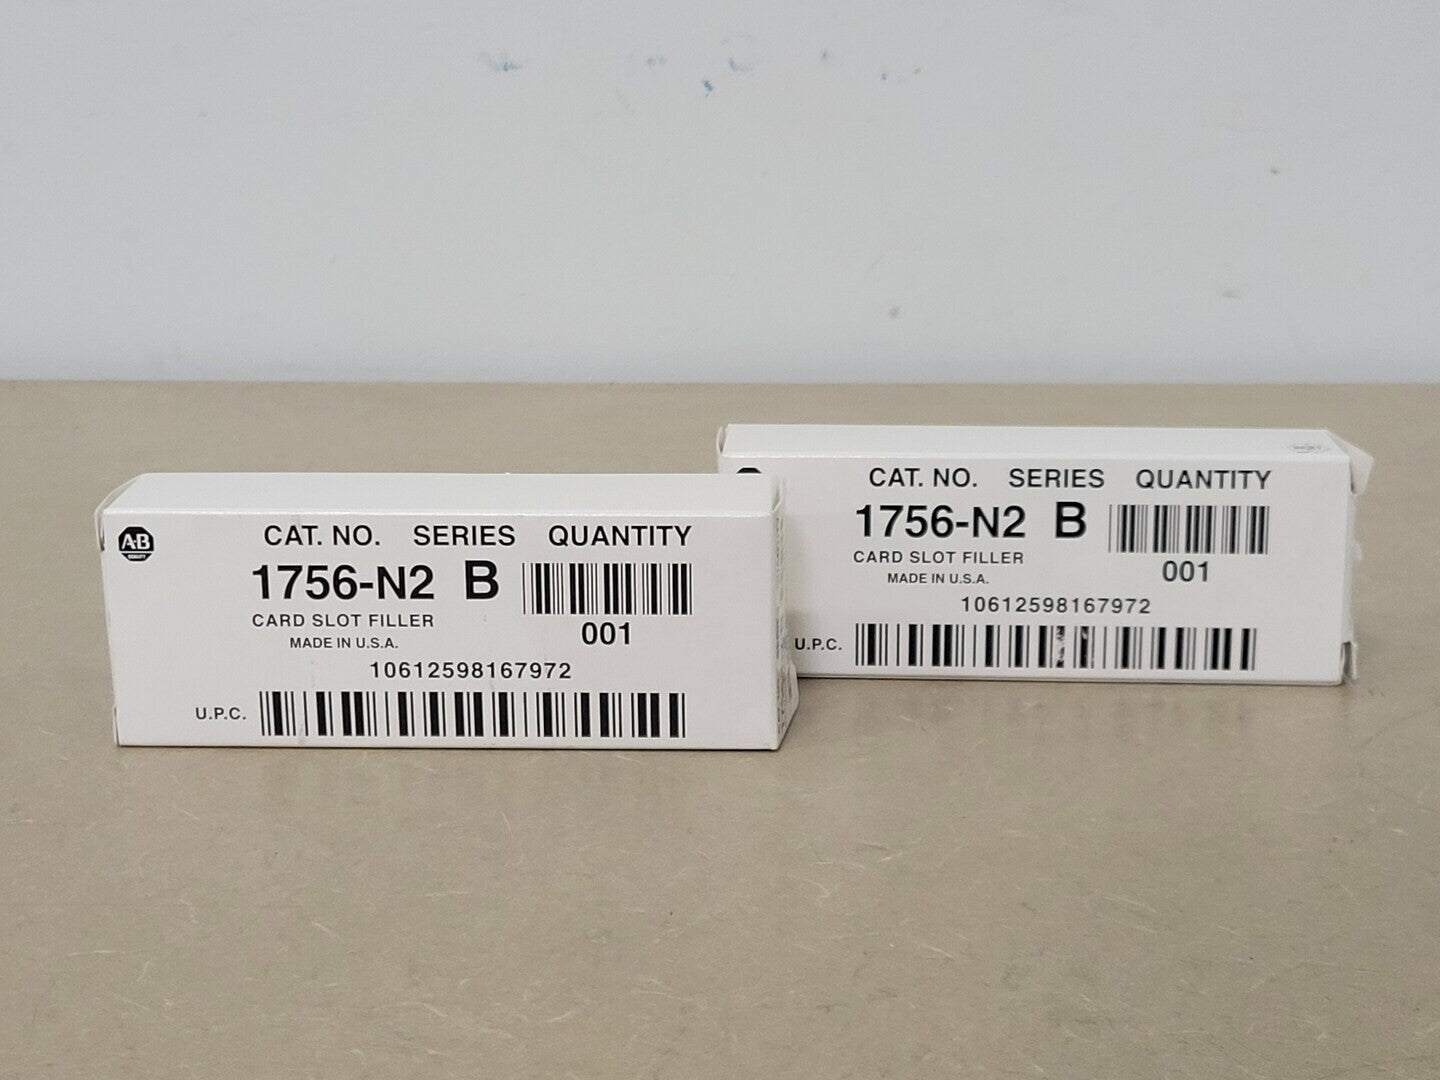 A·B
QUALITY
CAT. NO. SERIES QUANTITY
1756-N2 B
CARD SLOT FILLER
MADE IN U.S.A.
001
10612598167972
U.P.C.
CAT. NO. SERIES QUANTITY
1756-N2 B
CARD SLOT FILLER
MADE IN U.S.A.
001
10612598167972
U.P.C.